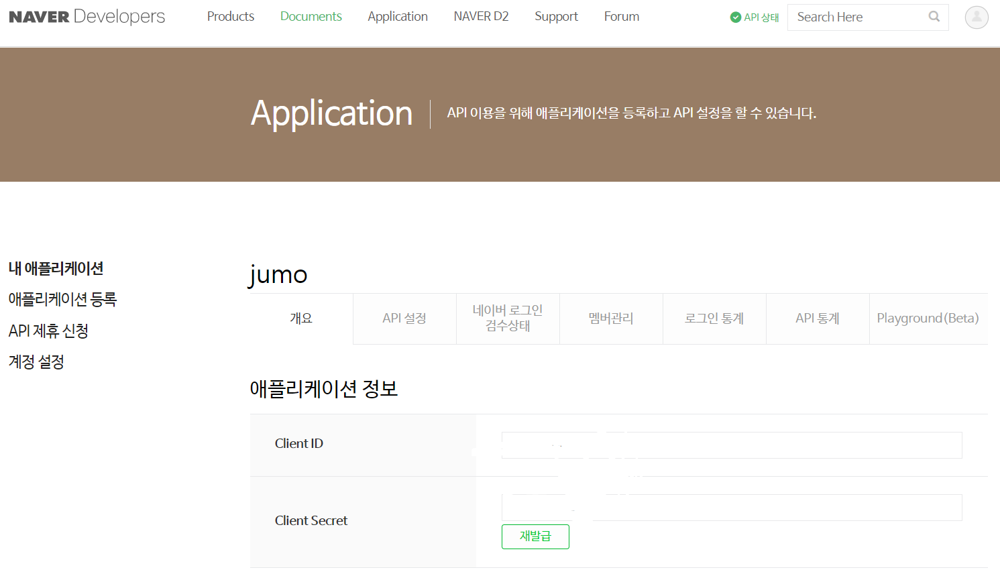 NAVER Developers
Products
Documents
Application
NAVER D2
Support
Forum
API 상태
Search Here
Application
API 이용을 위해 애플리케이션을 등록하고 API 설정을 할 수 있습니다.
내 애플리케이션
애플리케이션 등록
API 제휴 신청
계정 설정
jumo
개요
API 설정
네이버 로그인
검수상태
멤버관리
로그인 통계
API 통계
Playground(Beta)
애플리케이션 정보
Client ID
Client Secret
재발급